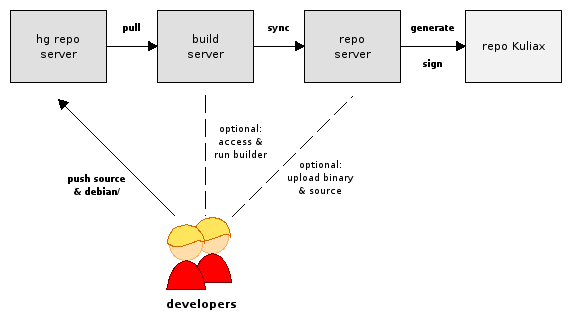 hg repo
server
pull
build
server
sync
repo
server
generate
sign
repo Kuliax
optional:
access &
run builder
optional:
upload binary
& source
push source
& debian/
developers